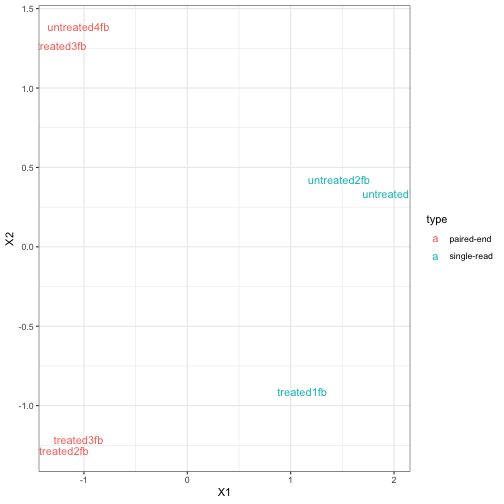 1.5
untreated4fb
reated3fb
1.0
0.5
untreated2fb
untreated
0.0
X2
type
a paired-end
a single-read
-1.0
treated1fb
treated3fb
treated2fb
-1 0 1 2
X1